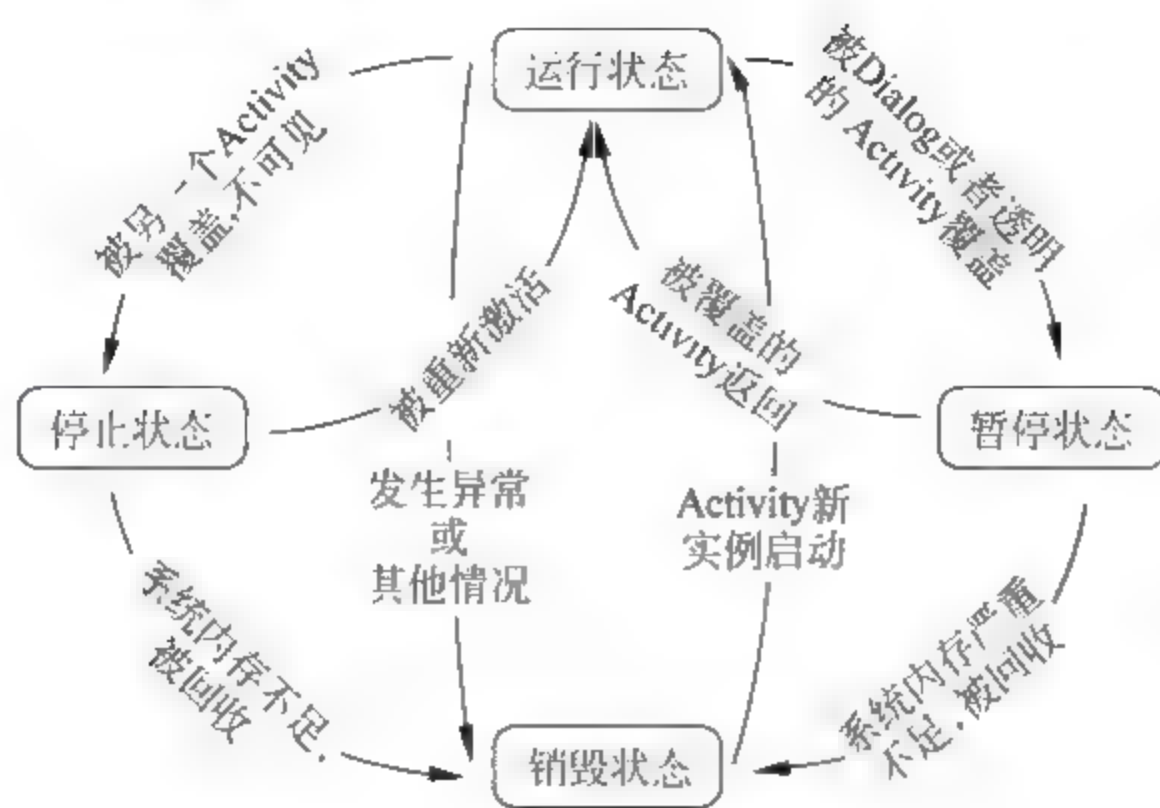 运行状态
被另一个Activity
覆盖,不可见
被Dialog或者透明
的 Activity覆盖
被重新激活
被覆盖的
Activity返回
停止状态
暂停状态
发生异常
或
其他情况
Activity新
实例启动
系统内存不足,
被回收
系统内存严重
不足,被回收
销毁状态